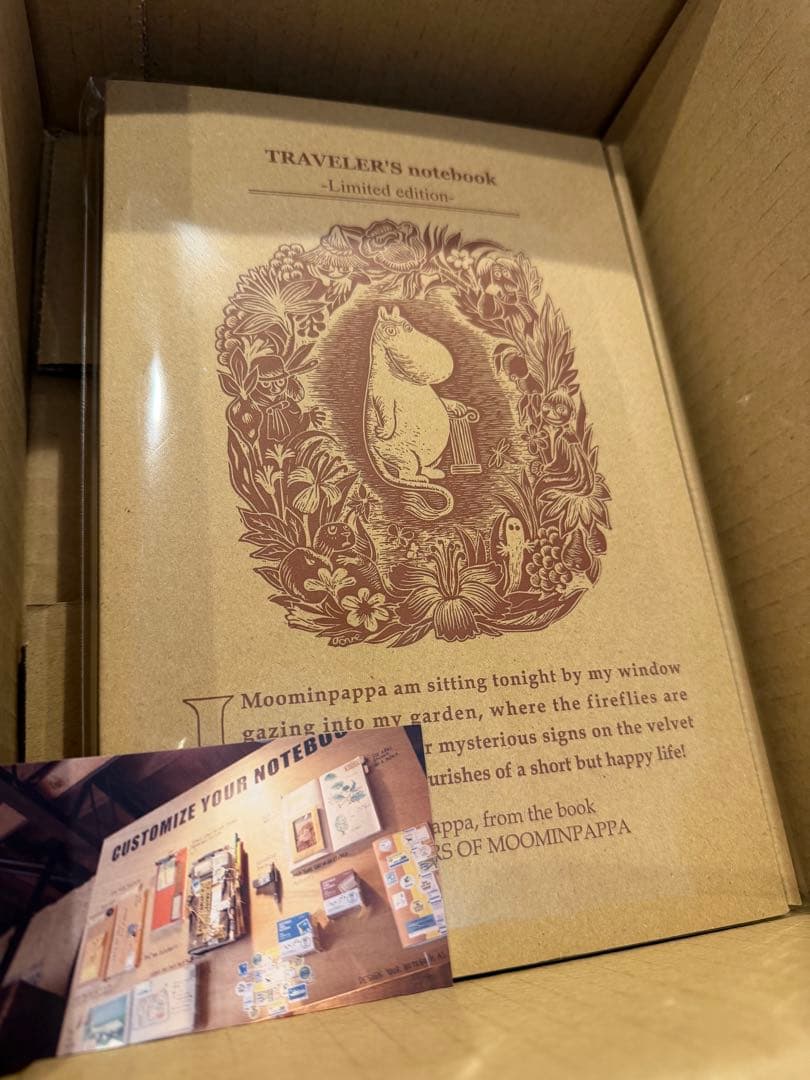 TRAVELER'S notebook
-Limited edition-
Tove
I Moominpappa am sitting tonight by my window
gazing into my garden, where the fireflies are
r mysterious signs on the velvet
urishes of a short but happy life!
appa, from the book
RS OF MOOMINPAPPA
CUSTOMIZE YOUR NOTEBOO